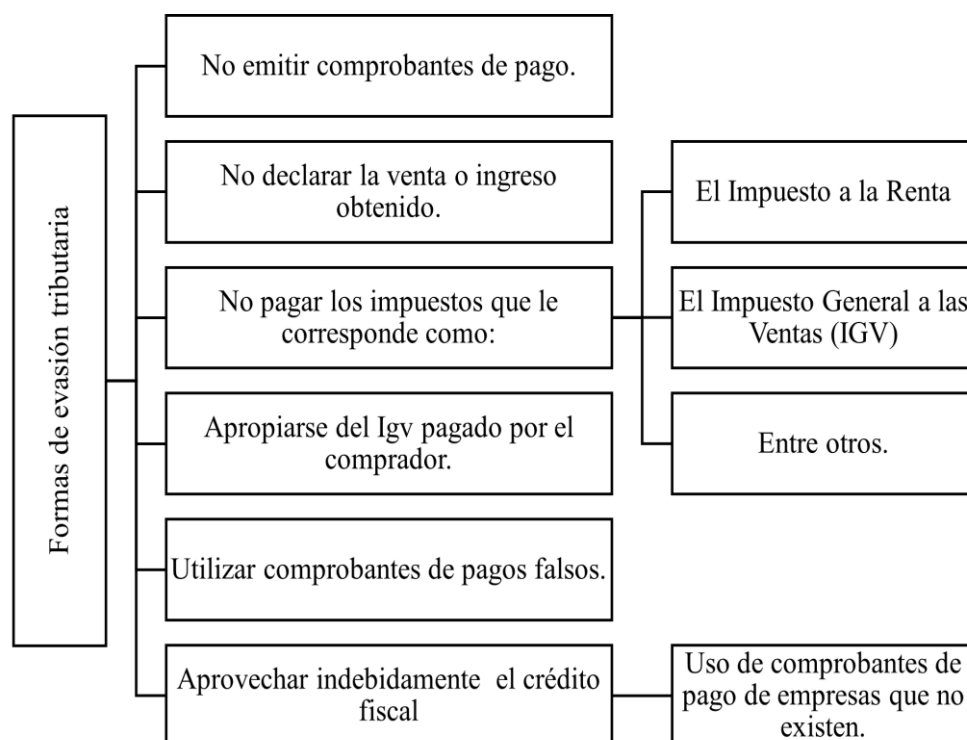 Formas de evasión tributaria
No emitir comprobantes de pago.
No declarar la venta o ingreso
obtenido.
No pagar los impuestos que le
corresponde como:
El Impuesto a la Renta
El Impuesto General a las
Ventas (IGV)
Entre otros.
Apropiarse del Igv pagado por el
comprador.
Utilizar comprobantes de pagos falsos.
Aprovechar indebidamente el crédito
fiscal
Uso de comprobantes de
pago de empresas que no
existen.